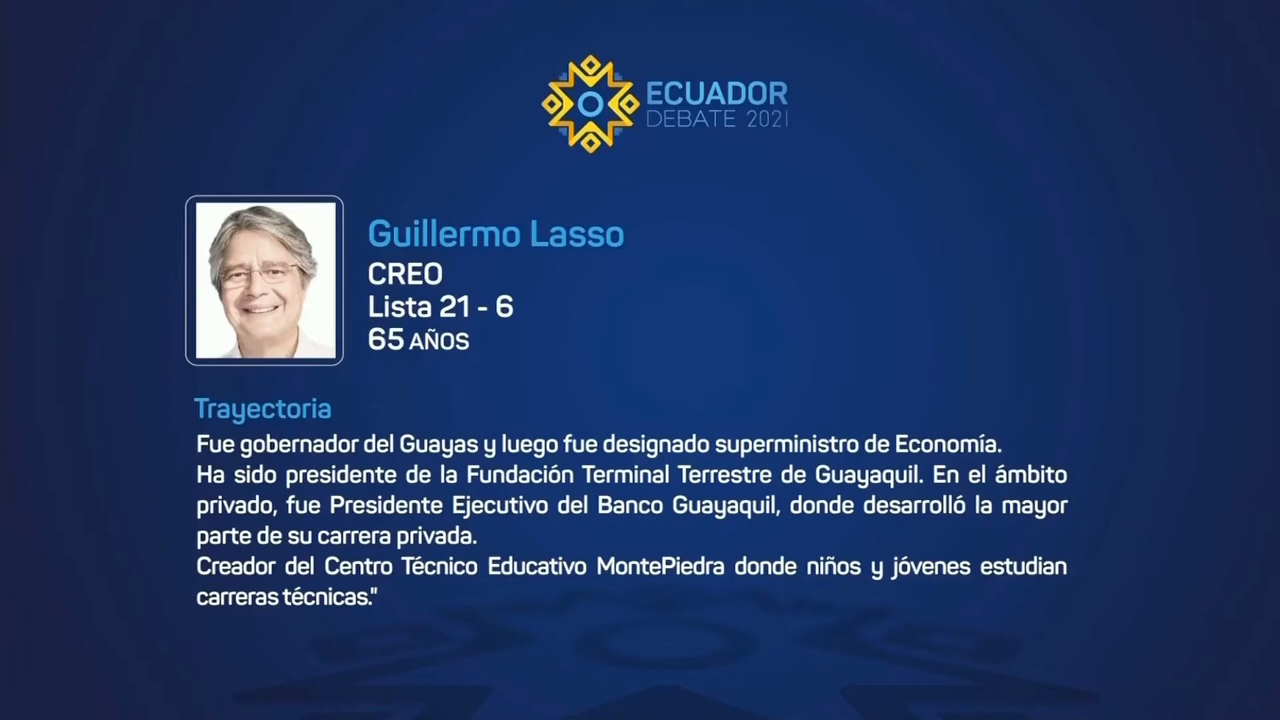 ECUADOR
DEBATE 2021
Guillermo Lasso
CREO
Lista 21 - 6
65 AÑOS
Trayectoria
Fue gobernador del Guayas y luego fue designado superministro de Economía.
Ha sido presidente de la Fundación Terminal Terrestre de Guayaquil. En el ámbito
privado, fue Presidente Ejecutivo del Banco Guayaquil, donde desarrolló la mayor
parte de su carrera privada.
Creador del Centro Técnico Educativo MontePiedra donde niños y jóvenes estudian
carreras técnicas."